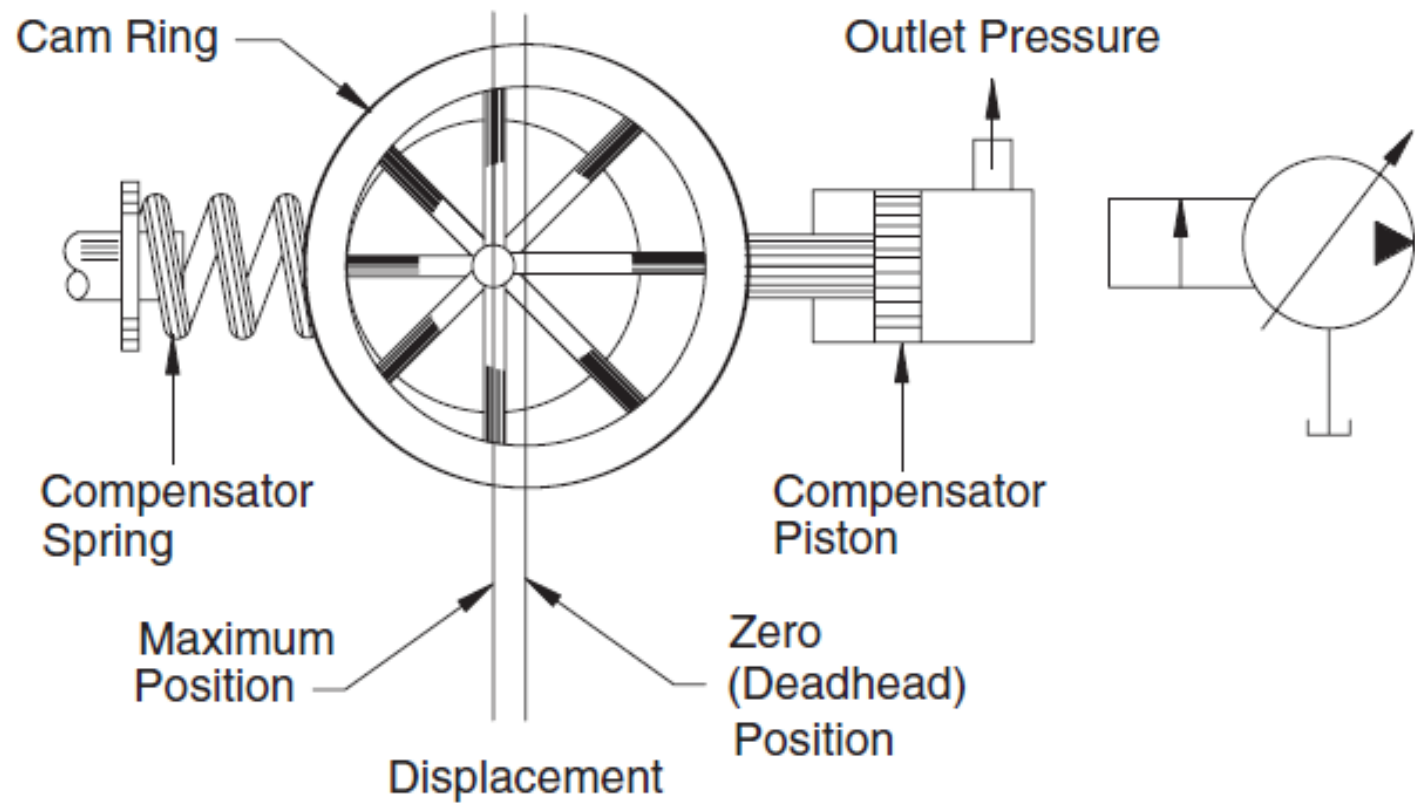 Cam Ring
Outlet Pressure
Compensator
Spring
Compensator
Piston
Maximum
Position
Zero
(Deadhead)
Position
Displacement